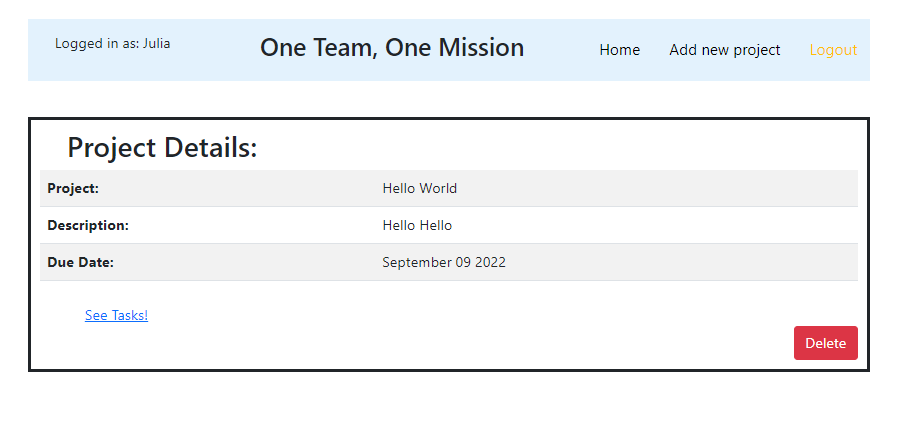 Logged in as: Julia
One Team, One Mission
Home Add new project Logout
Project Details:
Project: Hello World
Description: Hello Hello
Due Date: September 09 2022
See Tasks!
Delete